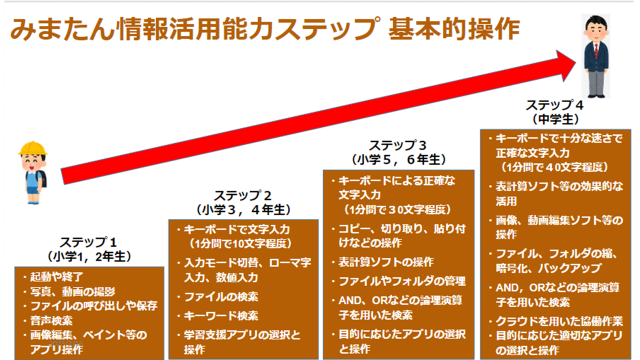 みまたん情報活用能力ステップ 基本的操作
ステップ１
（小学1，2年生）
・起動や終了
・写真、動画の撮影
・ファイルの呼び出しや保存
・音声検索
・画像編集、ペイント等の
アプリ操作
ステップ２
（小学３，４年生）
・キーボードで文字入力
（1分間で10文字程度）
・入力モード切替、ローマ字
入力、数値入力
・ファイルの検索
・キーワード検索
・学習支援アプリの選択と
操作
ステップ３
（小学５，６年生）
・キーボードによる正確な
文字入力
（1分間で３０文字程度）
・コピー、切り取り、貼り付
けなどの操作
・表計算ソフトの操作
・ファイルやフォルダの管理
・AND、ORなどの論理演算
子を用いた検索
・目的に応じたアプリの選択
と操作
ステップ４
（中学生）
・キーボードで十分な速さで
正確な文字入力
（1分間で４０文字程度）
・表計算ソフト等の効果的な
活用
・画像、動画編集ソフト等の
操作
・ファイル、フォルダの縮、
暗号化、バックアップ
・AND，ORなどの論理演算
子を用いた検索
・クラウドを用いた協働作業
・目的に応じた適切なアプリ
の選択と操作